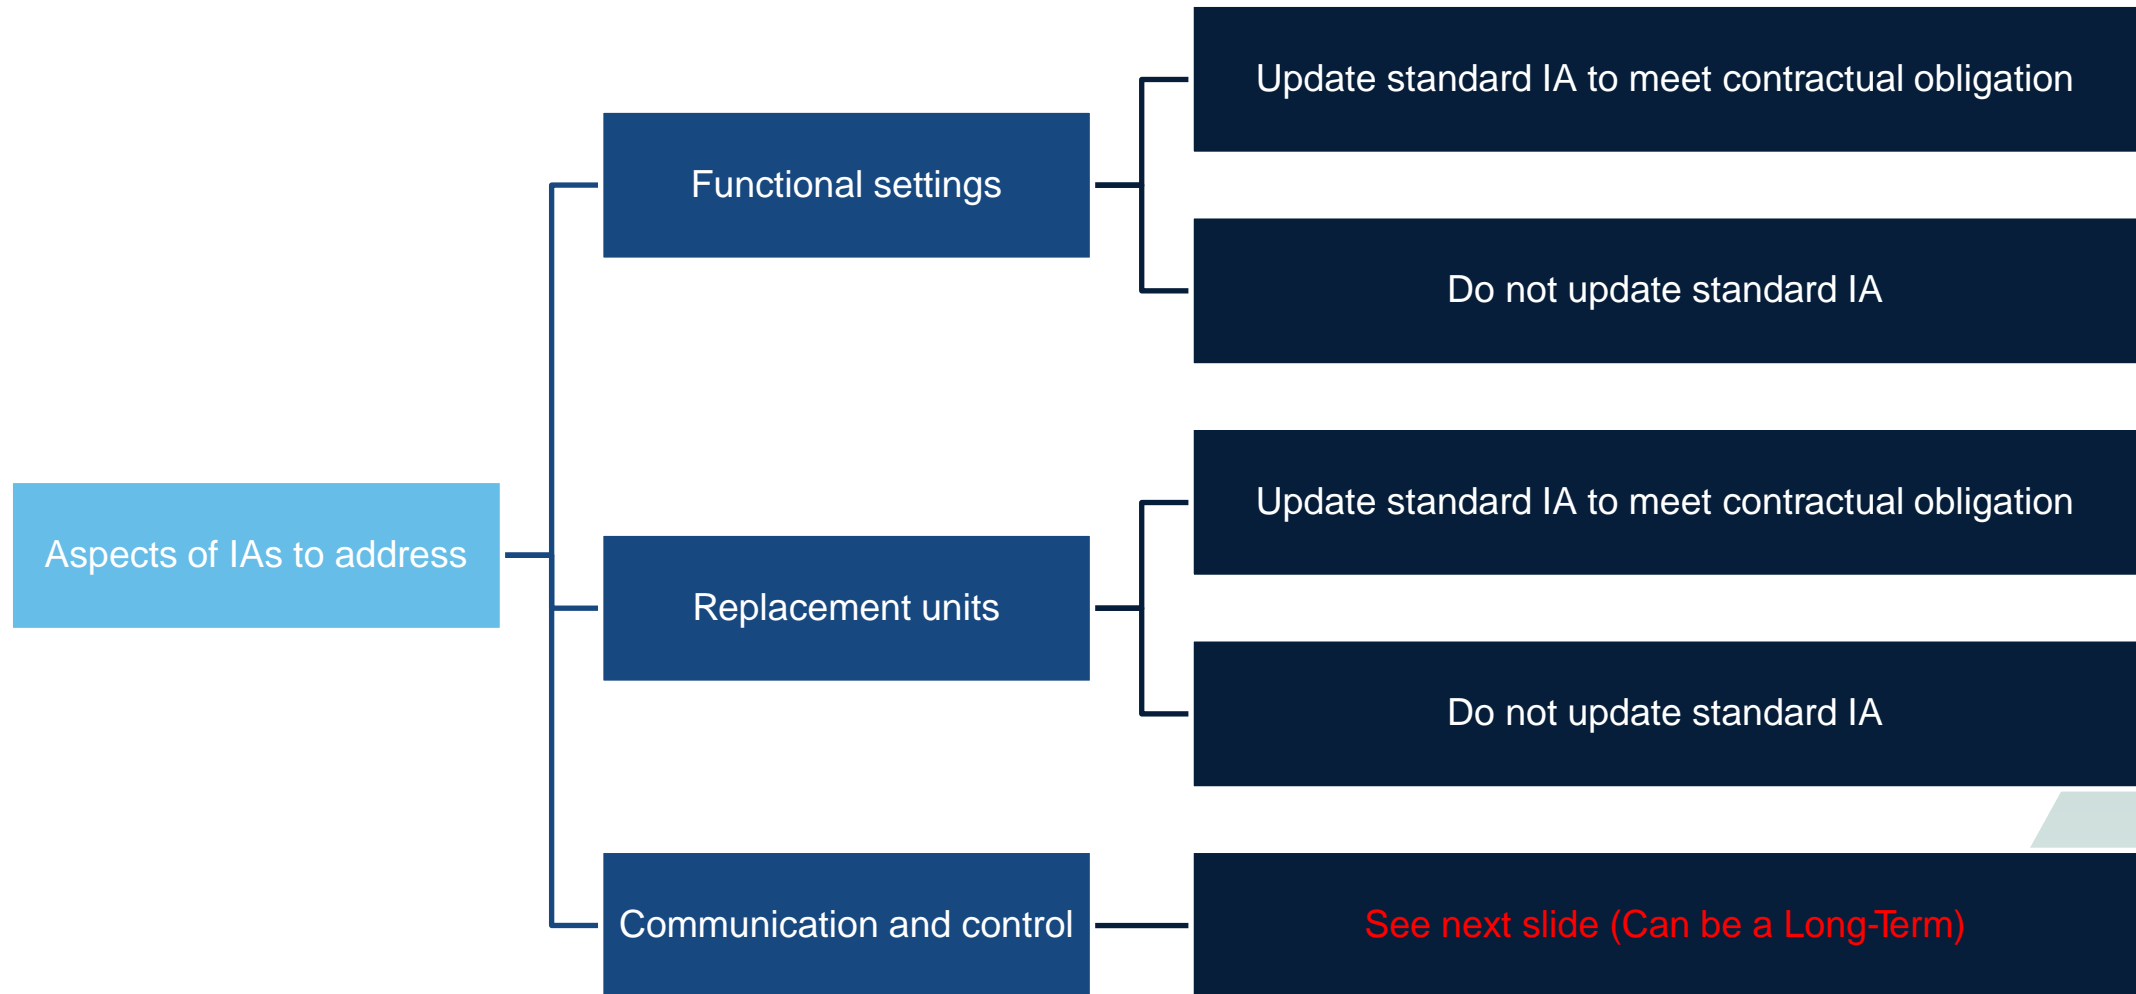 Aspects of IAs to address
Functional settings
Update standard IA to meet contractual obligation
Do not update standard IA
Replacement units
Update standard IA to meet contractual obligation
Do not update standard IA
Communication and control
See next slide (Can be a Long-Term)